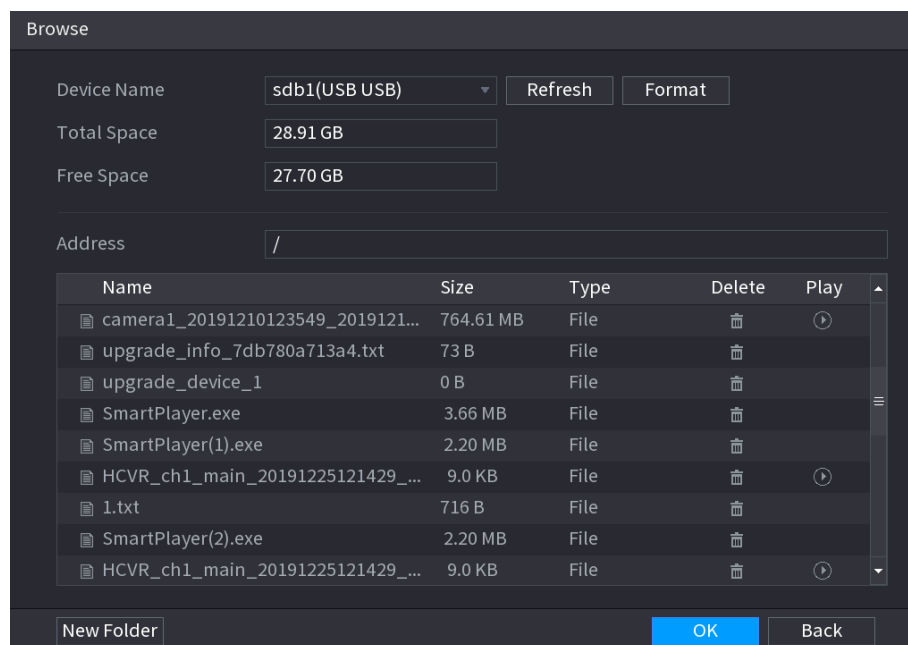 Browse
Device Name sdb1(USB USB) Refresh Format
Total Space 28.91 GB
Free Space 27.70 GB
Address /
Name Size Type Delete Play
camera1_20191210123549_2019121... 764.61 MB File
upgrade_info_7db780a713a4.txt 73 B File
upgrade_device_1 0 B File
SmartPlayer.exe 3.66 MB File
SmartPlayer(1).exe 2.20 MB File
HCVR_ch1_main_20191225121429_... 9.0 KB File
1.txt 716 B File
SmartPlayer(2).exe 2.20 MB File
HCVR_ch1_main_20191225121429_... 9.0 KB File
New Folder OK Back